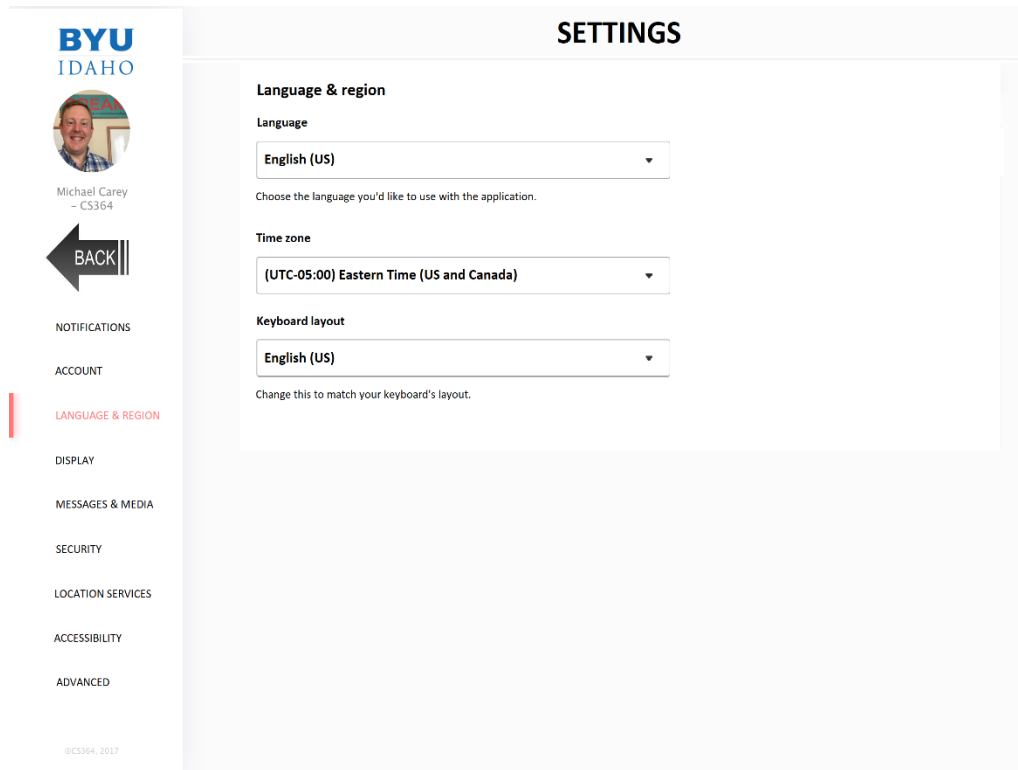 BYU
IDAHO
Michael Carey
– CS364
BACK
NOTIFICATIONS
ACCOUNT
LANGUAGE & REGION
DISPLAY
MESSAGES & MEDIA
SECURITY
LOCATION SERVICES
ACCESSIBILITY
ADVANCED
©CS364, 2017
SETTINGS
Language & region
Language
English (US)
Choose the language you'd like to use with the application.
Time zone
(UTC-05:00) Eastern Time (US and Canada)
Keyboard layout
English (US)
Change this to match your keyboard's layout.